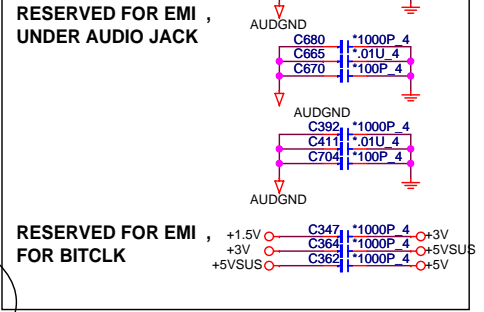 RESERVED FOR EMI ,
UNDER AUDIO JACK
AUDGND
C680 *1000P_4
C665 *.01U_4
C670 *100P_4
AUDGND
C392 *1000P_4
C411 *.01U_4
C704 *100P_4
AUDGND
RESERVED FOR EMI ,
FOR BITCLK
+1.5V C347 *1000P_4 +3V
+3V C364 *1000P_4 +5VSUS
+5VSUS C362 *1000P_4 +5V